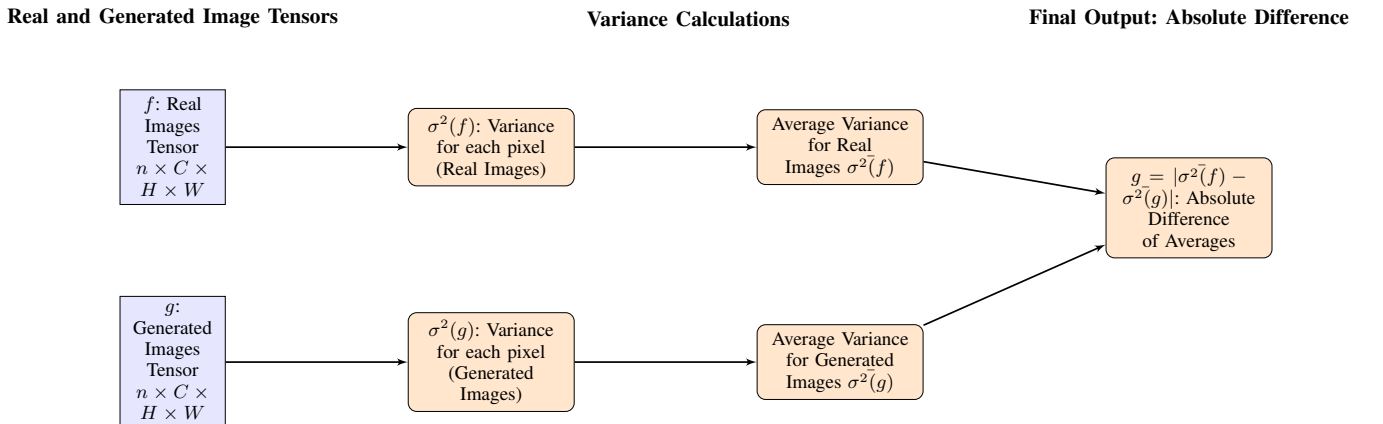 Real and Generated Image Tensors
Variance Calculations
Final Output: Absolute Difference
f: Real
Images
Tensor
n × C ×
H × W
σ²(f): Variance
for each pixel
(Real Images)
Average Variance
for Real
Images σ²̄(f)
g = |σ²̄(f) −
σ²̄(g)|: Absolute
Difference
of Averages
g:
Generated
Images
Tensor
n × C ×
H × W
σ²(g): Variance
for each pixel
(Generated
Images)
Average Variance
for Generated
Images σ²̄(g)